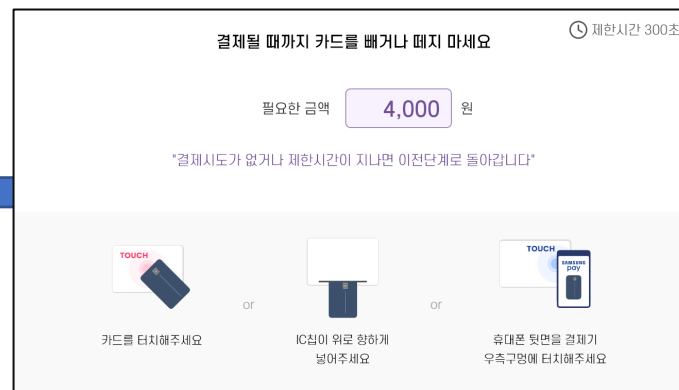 제한시간 300초
결제될 때까지 카드를 빼거나 떼지 마세요
필요한 금액 4,000 원
"결제시도가 없거나 제한시간이 지나면 이전단계로 돌아갑니다"
TOUCH
카드를 터치해주세요
or
IC칩이 위로 향하게
넣어주세요
or
TOUCH
SAMSUNG
pay
휴대폰 뒷면을 결제기
우측구멍에 터치해주세요